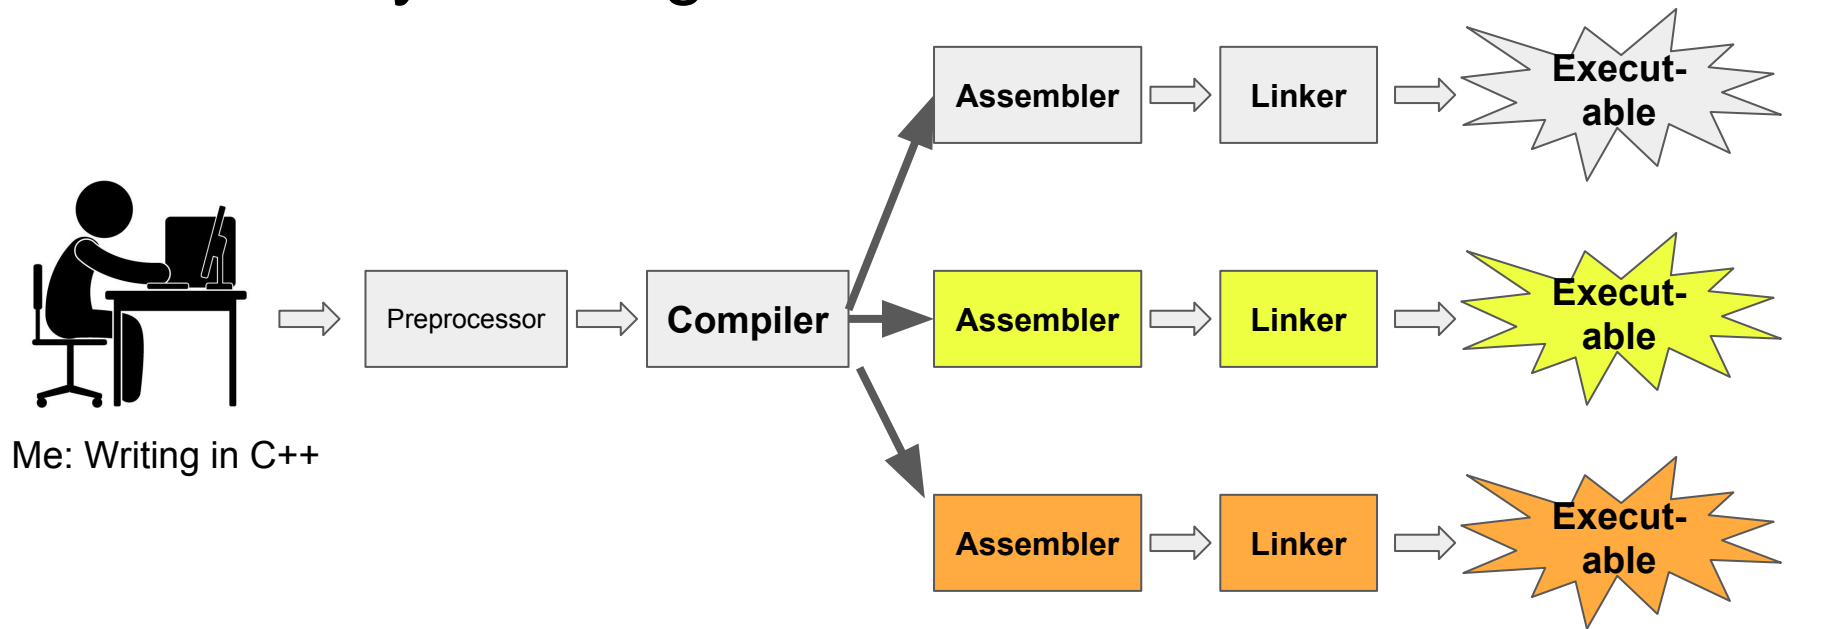 Assembler
Linker
Execut-
able
Preprocessor
Compiler
Assembler
Linker
Execut-
able
Me: Writing in C++
Assembler
Linker
Execut-
able